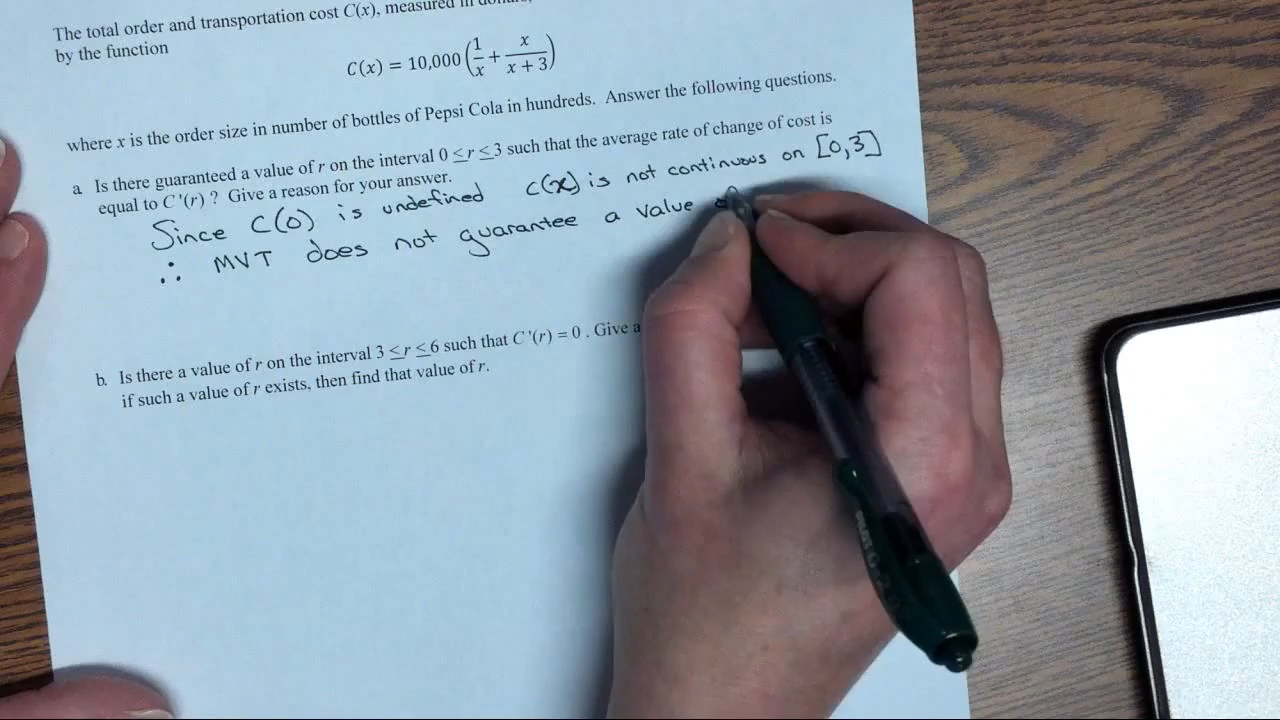 The total order and transportation cost C(x), measured in
by the function
C(x) = 10,000 (1/x + x/(x + 3))
where x is the order size in number of bottles of Pepsi Cola in hundreds. Answer the following questions.
a Is there guaranteed a value of r on the interval 0 ≤ r ≤ 3 such that the average rate of change of cost is
equal to C '(r) ? Give a reason for your answer.
Since C(0) is undefined C(x) is not continuous on [0,3]
∴ MVT does not guarantee a value
b. Is there a value of r on the interval 3 ≤ r ≤ 6 such that C '(r) = 0 . Give a
if such a value of r exists, then find that value of r.